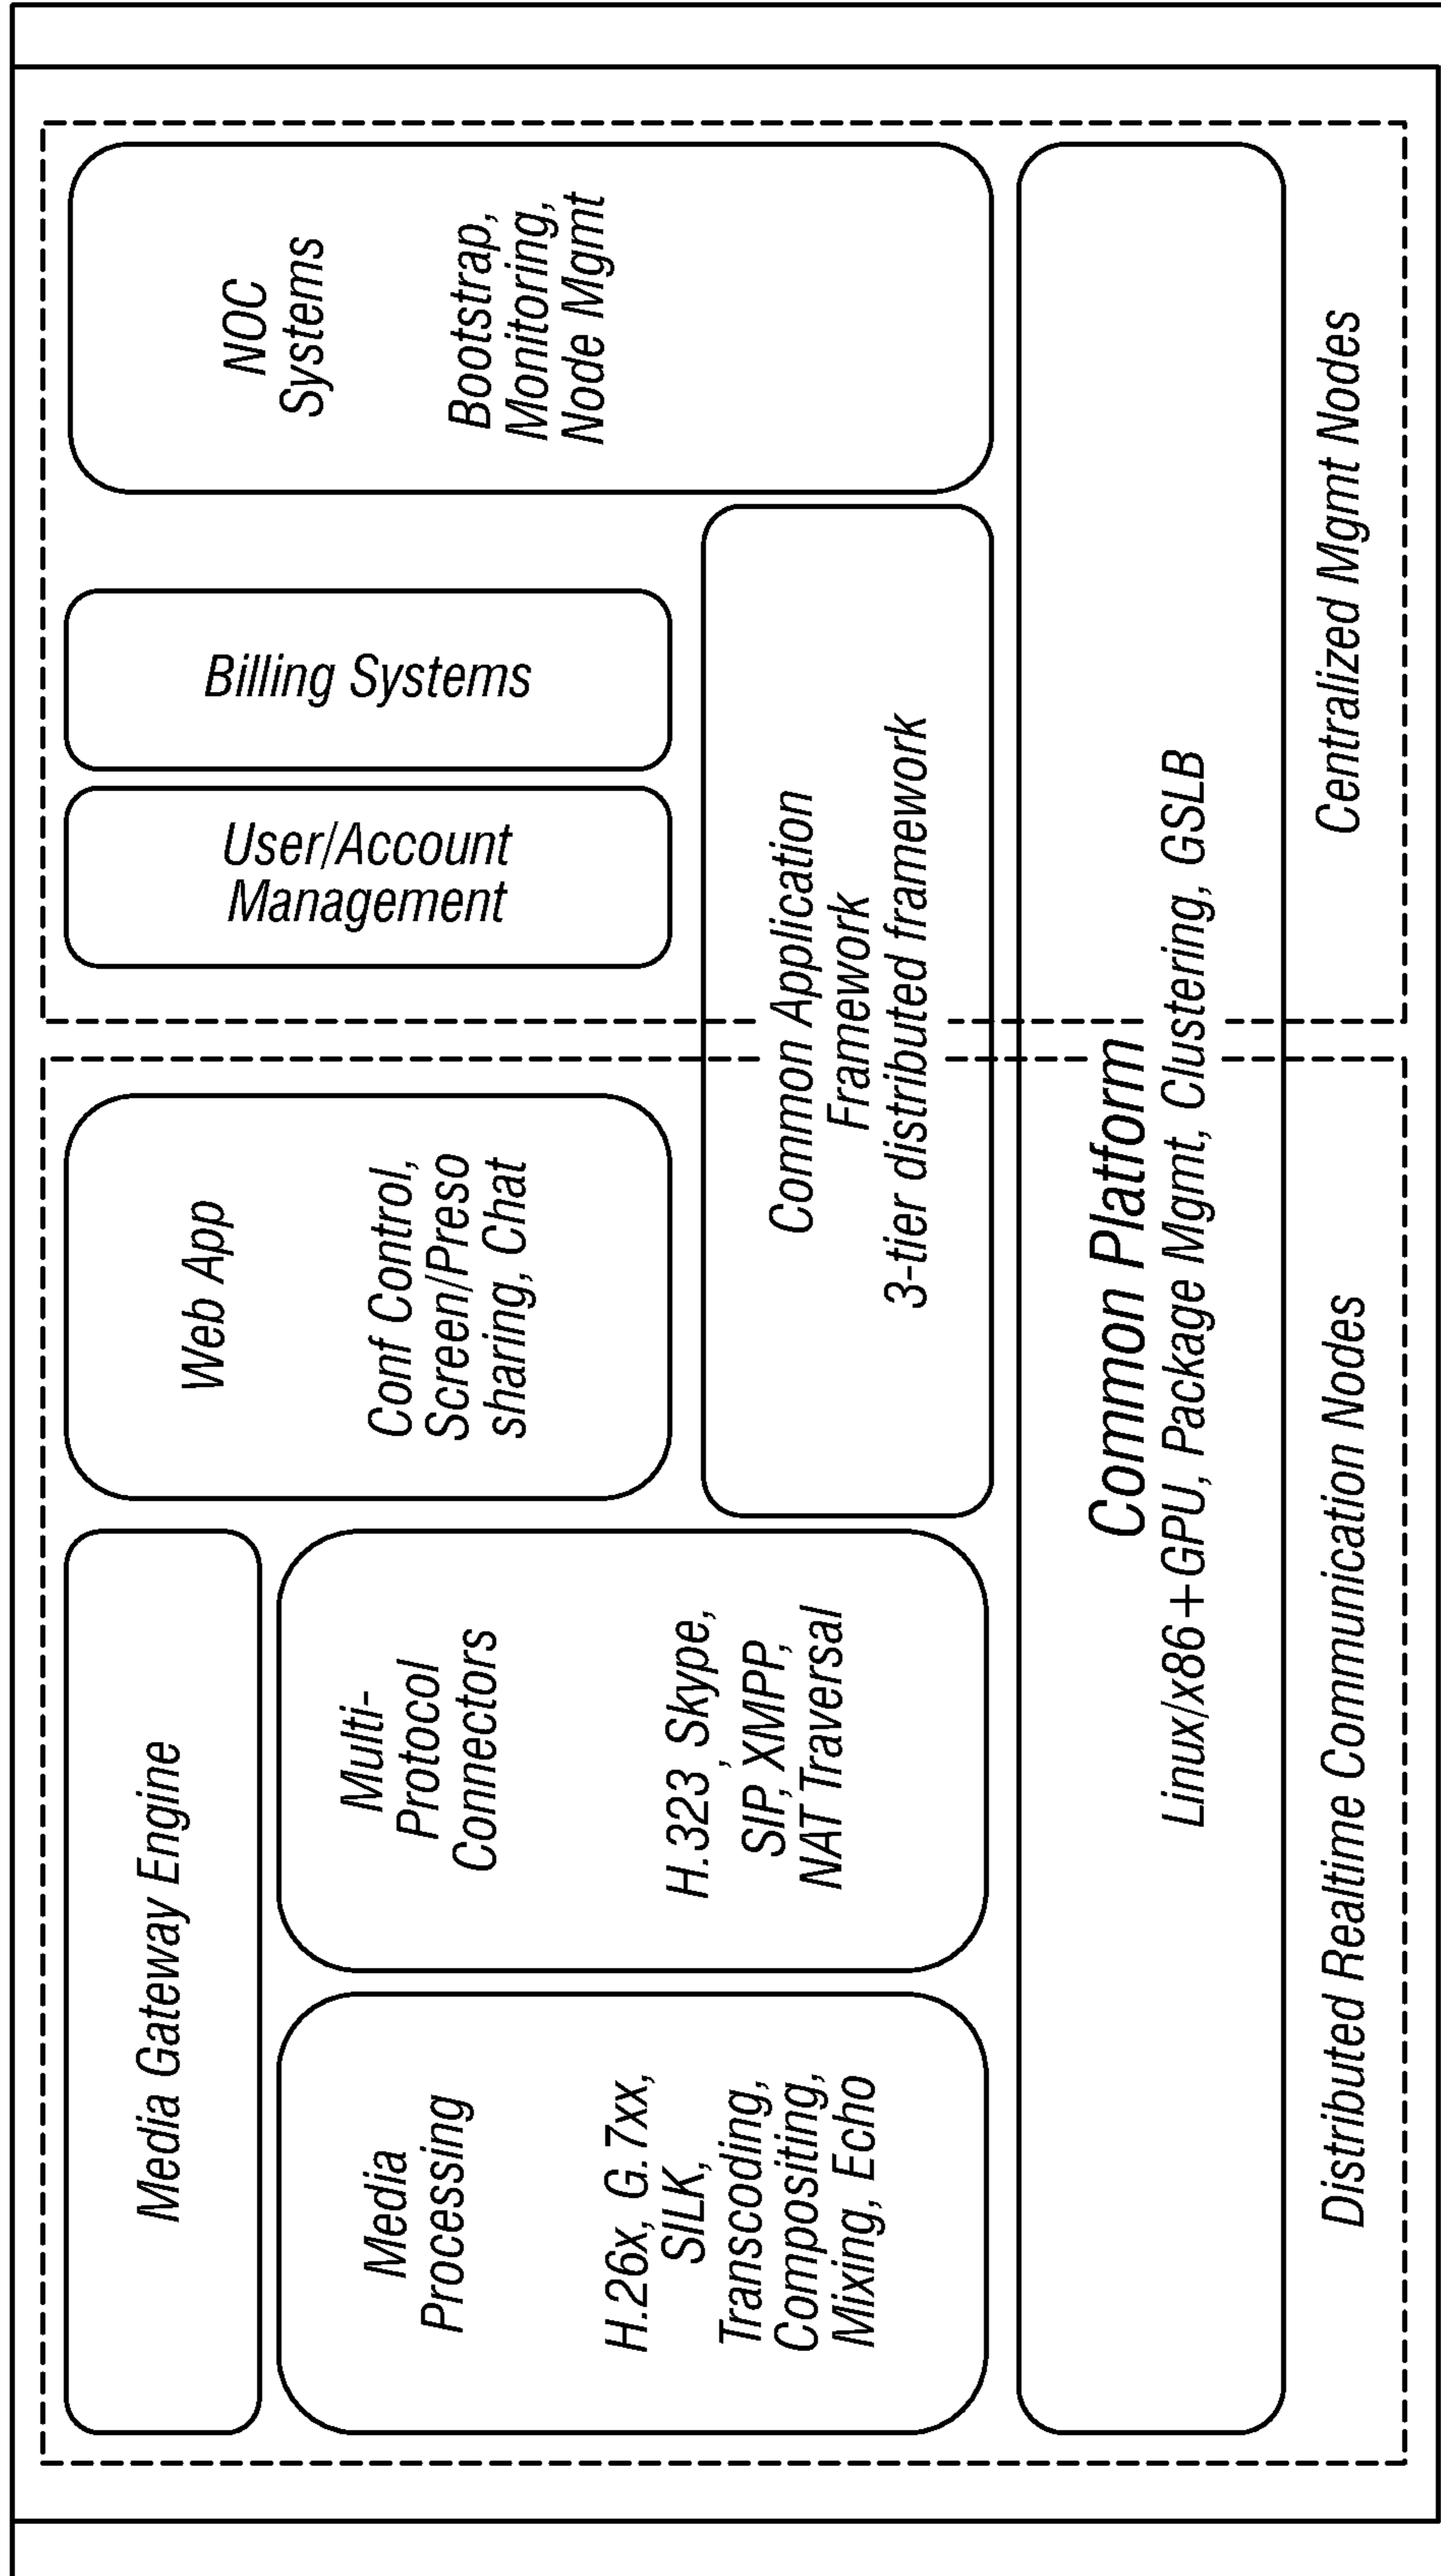 Media Gateway Engine
Media
Processing
H.26x, G.7xx,
SILK,
Transcoding,
Compositing,
Mixing, Echo
Multi-
Protocol
Connectors
H.323, Skype,
SIP, XMPP,
NAT Traversal
Web App
Conf Control,
Screen/Preso
sharing, Chat
User/Account
Management
Billing Systems
NOC
Systems
Bootstrap,
Monitoring,
Node Mgmt
Common Application
Framework
3-tier distributed framework
Common Platform
Linux/x86+GPU, Package Mgmt, Clustering, GSLB
Distributed Realtime Communication Nodes
Centralized Mgmt Nodes